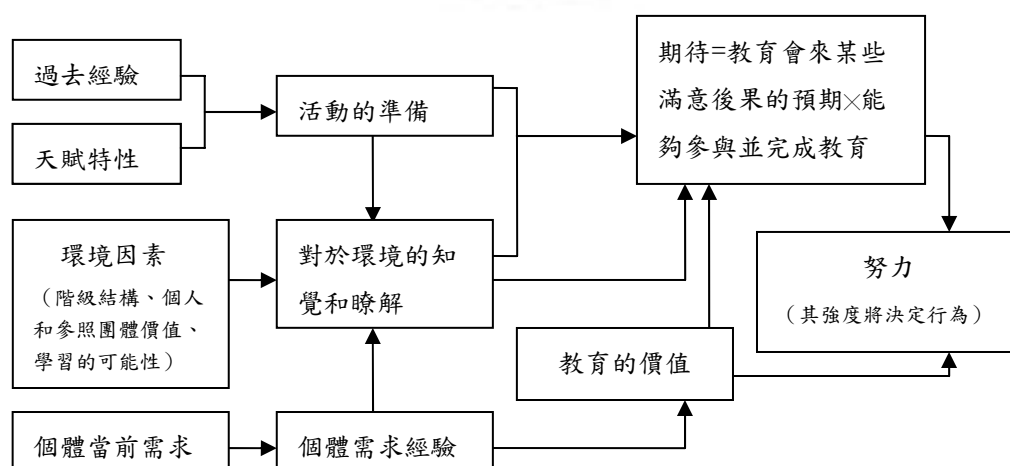 過去經驗
天賦特性
活動的準備
期待=教育會來某些
滿意後果的預期×能
夠參與並完成教育
環境因素
（階級結構、個人
和參照團體價值、
學習的可能性）
對於環境的知
覺和瞭解
努力
（其強度將決定行為）
教育的價值
個體當前需求
個體需求經驗